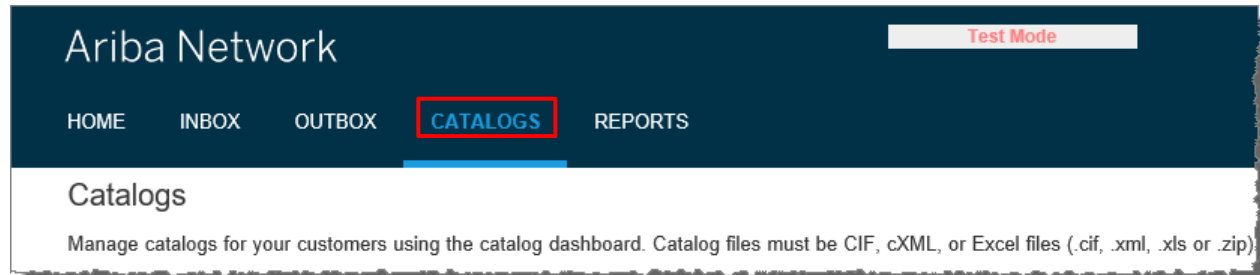 Ariba Network
Test Mode
HOME INBOX OUTBOX CATALOGS REPORTS
Catalogs
Manage catalogs for your customers using the catalog dashboard. Catalog files must be CIF, cXML, or Excel files (.cif, .xml, .xls or .zip)